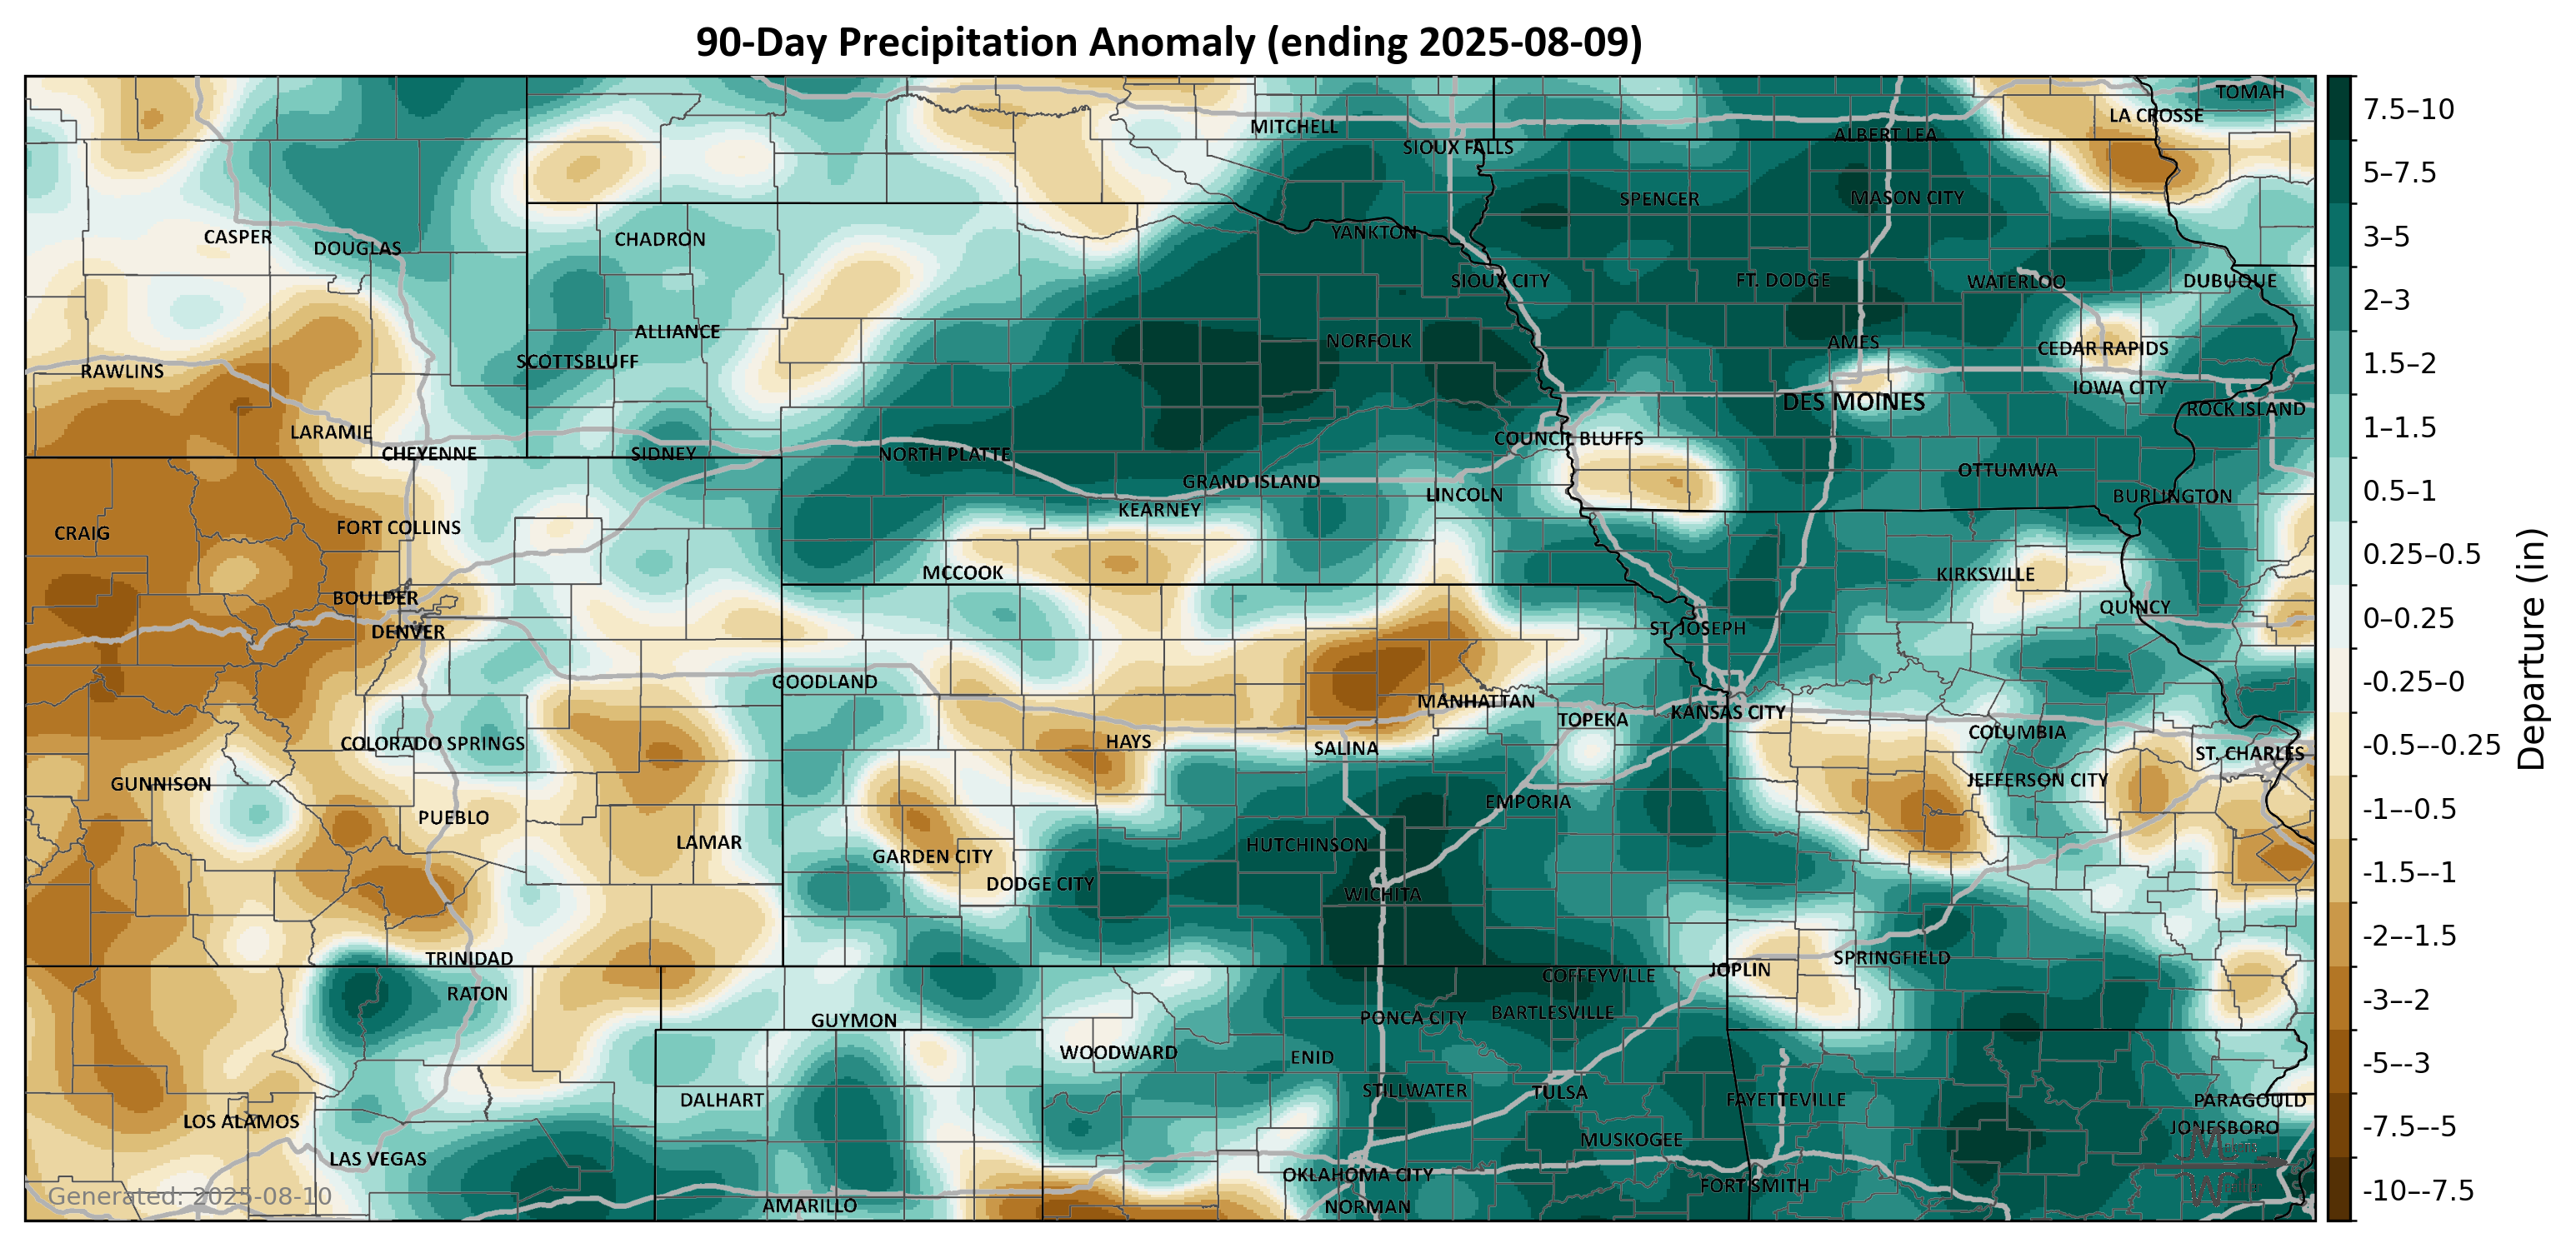 90-Day Precipitation Anomaly (ending 2025-08-09)
TOMAH
LA CROSSE
MITCHELL
ALBERT LEA
SIOUX FALLS
SPENCER
MASON CITY
YANKTON
CASPER
DOUGLAS
CHADRON
SIOUX CITY
FT. DODGE
WATERLOO
DUBUQUE
ALLIANCE
NORFOLK
AMES
CEDAR RAPIDS
SCOTTSBLUFF
RAWLINS
IOWA CITY
DES MOINES
ROCK ISLAND
LARAMIE
COUNCIL BLUFFS
CHEYENNE
SIDNEY
NORTH PLATTE
OTTUMWA
GRAND ISLAND
LINCOLN
BURLINGTON
KEARNEY
CRAIG
FORT COLLINS
MCCOOK
KIRKSVILLE
BOULDER
QUINCY
DENVER
ST. JOSEPH
GOODLAND
MANHATTAN
KANSAS CITY
TOPEKA
COLUMBIA
COLORADO SPRINGS
HAYS
SALINA
ST. CHARLES
GUNNISON
JEFFERSON CITY
EMPORIA
PUEBLO
LAMAR
HUTCHINSON
GARDEN CITY
DODGE CITY
WICHITA
TRINIDAD
SPRINGFIELD
JOPLIN
COFFEYVILLE
RATON
BARTLESVILLE
PONCA CITY
GUYMON
WOODWARD
ENID
STILLWATER
TULSA
DALHART
FAYETTEVILLE
PARAGOULD
LOS ALAMOS
JONESBORO
MUSKOGEE
LAS VEGAS
OKLAHOMA CITY
FORT SMITH
AMARILLO
NORMAN
Generated: 2025-08-10
7.5–10
5–7.5
3–5
2–3
1.5–2
1–1.5
0.5–1
0.25–0.5
0–0.25
-0.25–0
-0.5–-0.25
-1–-0.5
-1.5–-1
-2–-1.5
-3–-2
-5–-3
-7.5–-5
-10–-7.5
Departure (in)